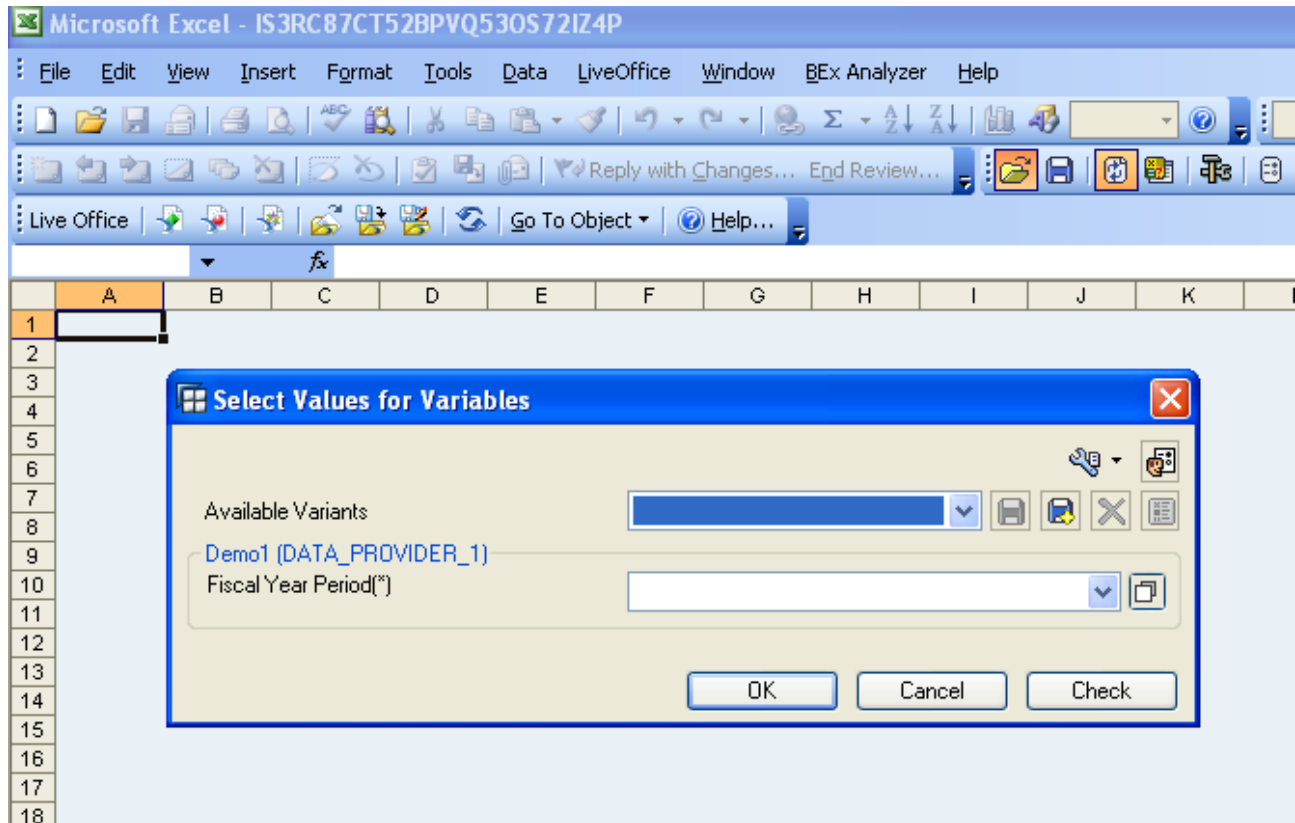 Microsoft Excel - IS3RC87CT52BPVQ53OS72IZ4P
File Edit View Insert Format Tools Data LiveOffice Window BEx Analyzer Help
Reply with Changes... End Review...
Live Office Go To Object Help...
fx
A B C D E F G H I J K
1
2
3
4
5
6
7
8
9
10
11
12
13
14
15
16
17
18
Select Values for Variables
Available Variants
Demo1 (DATA_PROVIDER_1)
Fiscal Year Period(*)
OK Cancel Check